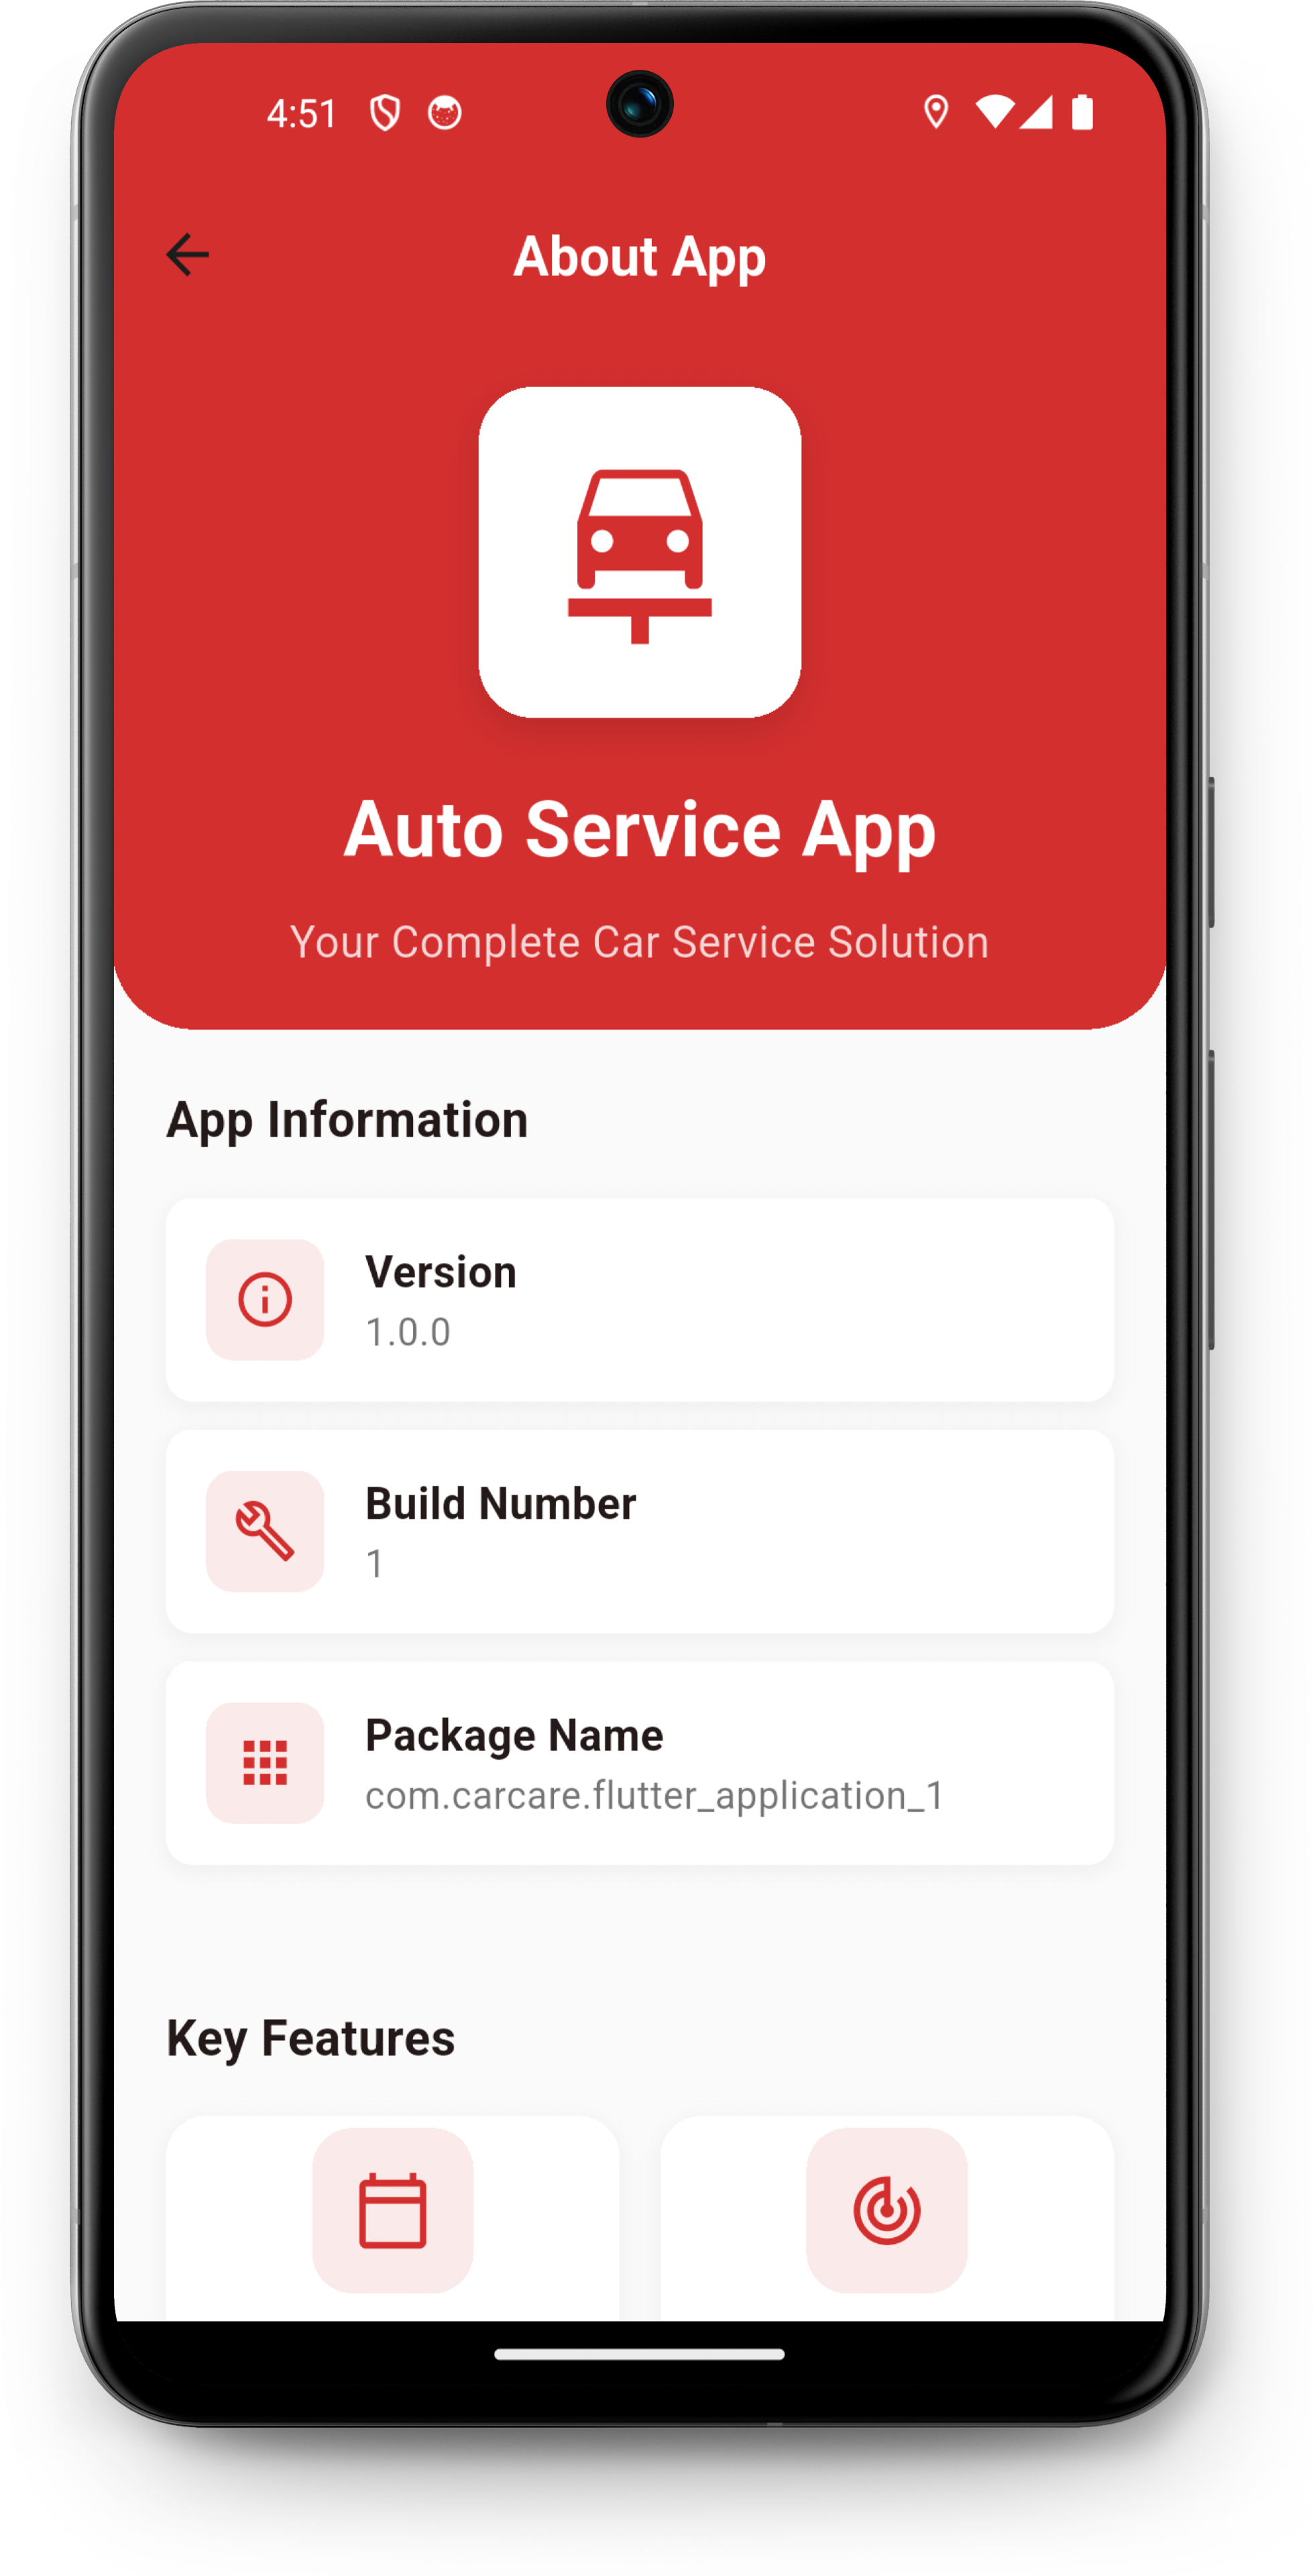 4:51
About App
Auto Service App
Your Complete Car Service Solution
App Information
Version
1.0.0
Build Number
1
Package Name
com.carcare.flutter_application_1
Key Features